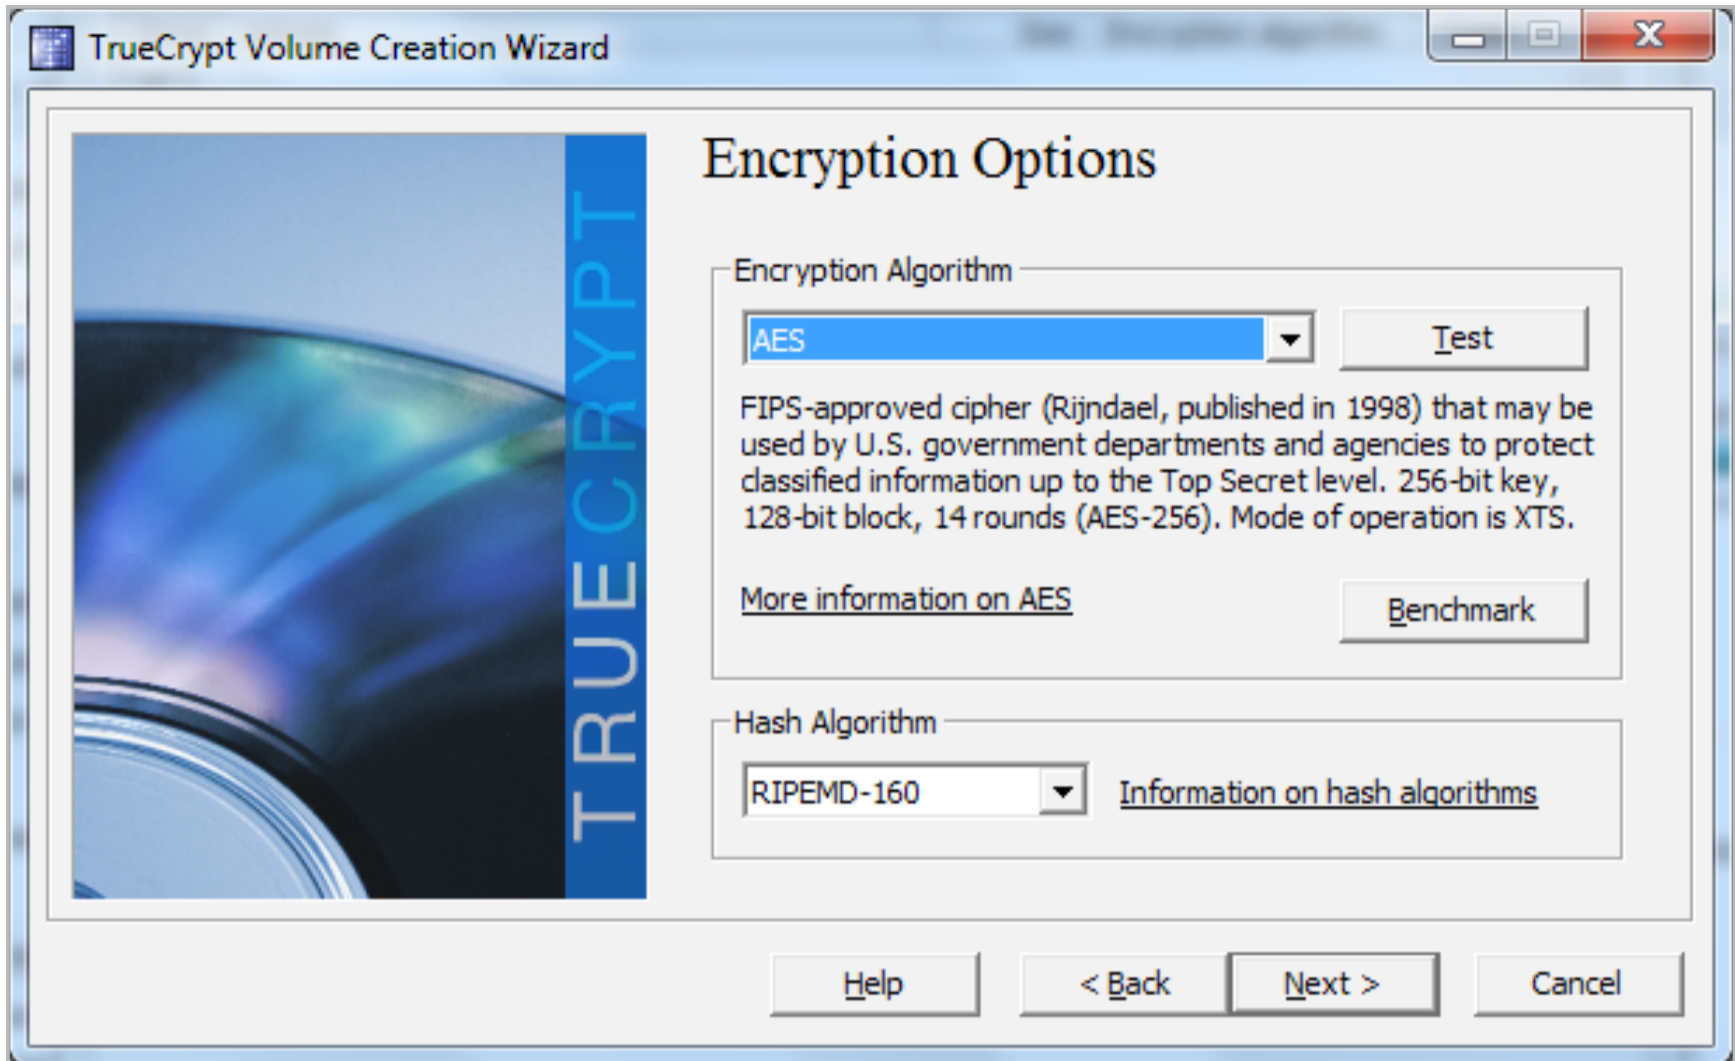 TrueCrypt Volume Creation Wizard
TRUECRYPT
Encryption Options
Encryption Algorithm
AES
Test
FIPS-approved cipher (Rijndael, published in 1998) that may be
used by U.S. government departments and agencies to protect
classified information up to the Top Secret level. 256-bit key,
128-bit block, 14 rounds (AES-256). Mode of operation is XTS.
More information on AES
Benchmark
Hash Algorithm
RIPEMD-160
Information on hash algorithms
Help
< Back
Next >
Cancel